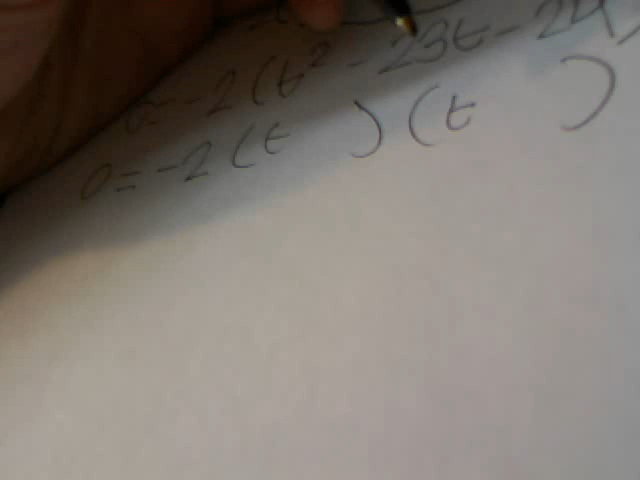 0 = -2 (t² - 23t - 24)
0 = -2 (t    ) (t    )